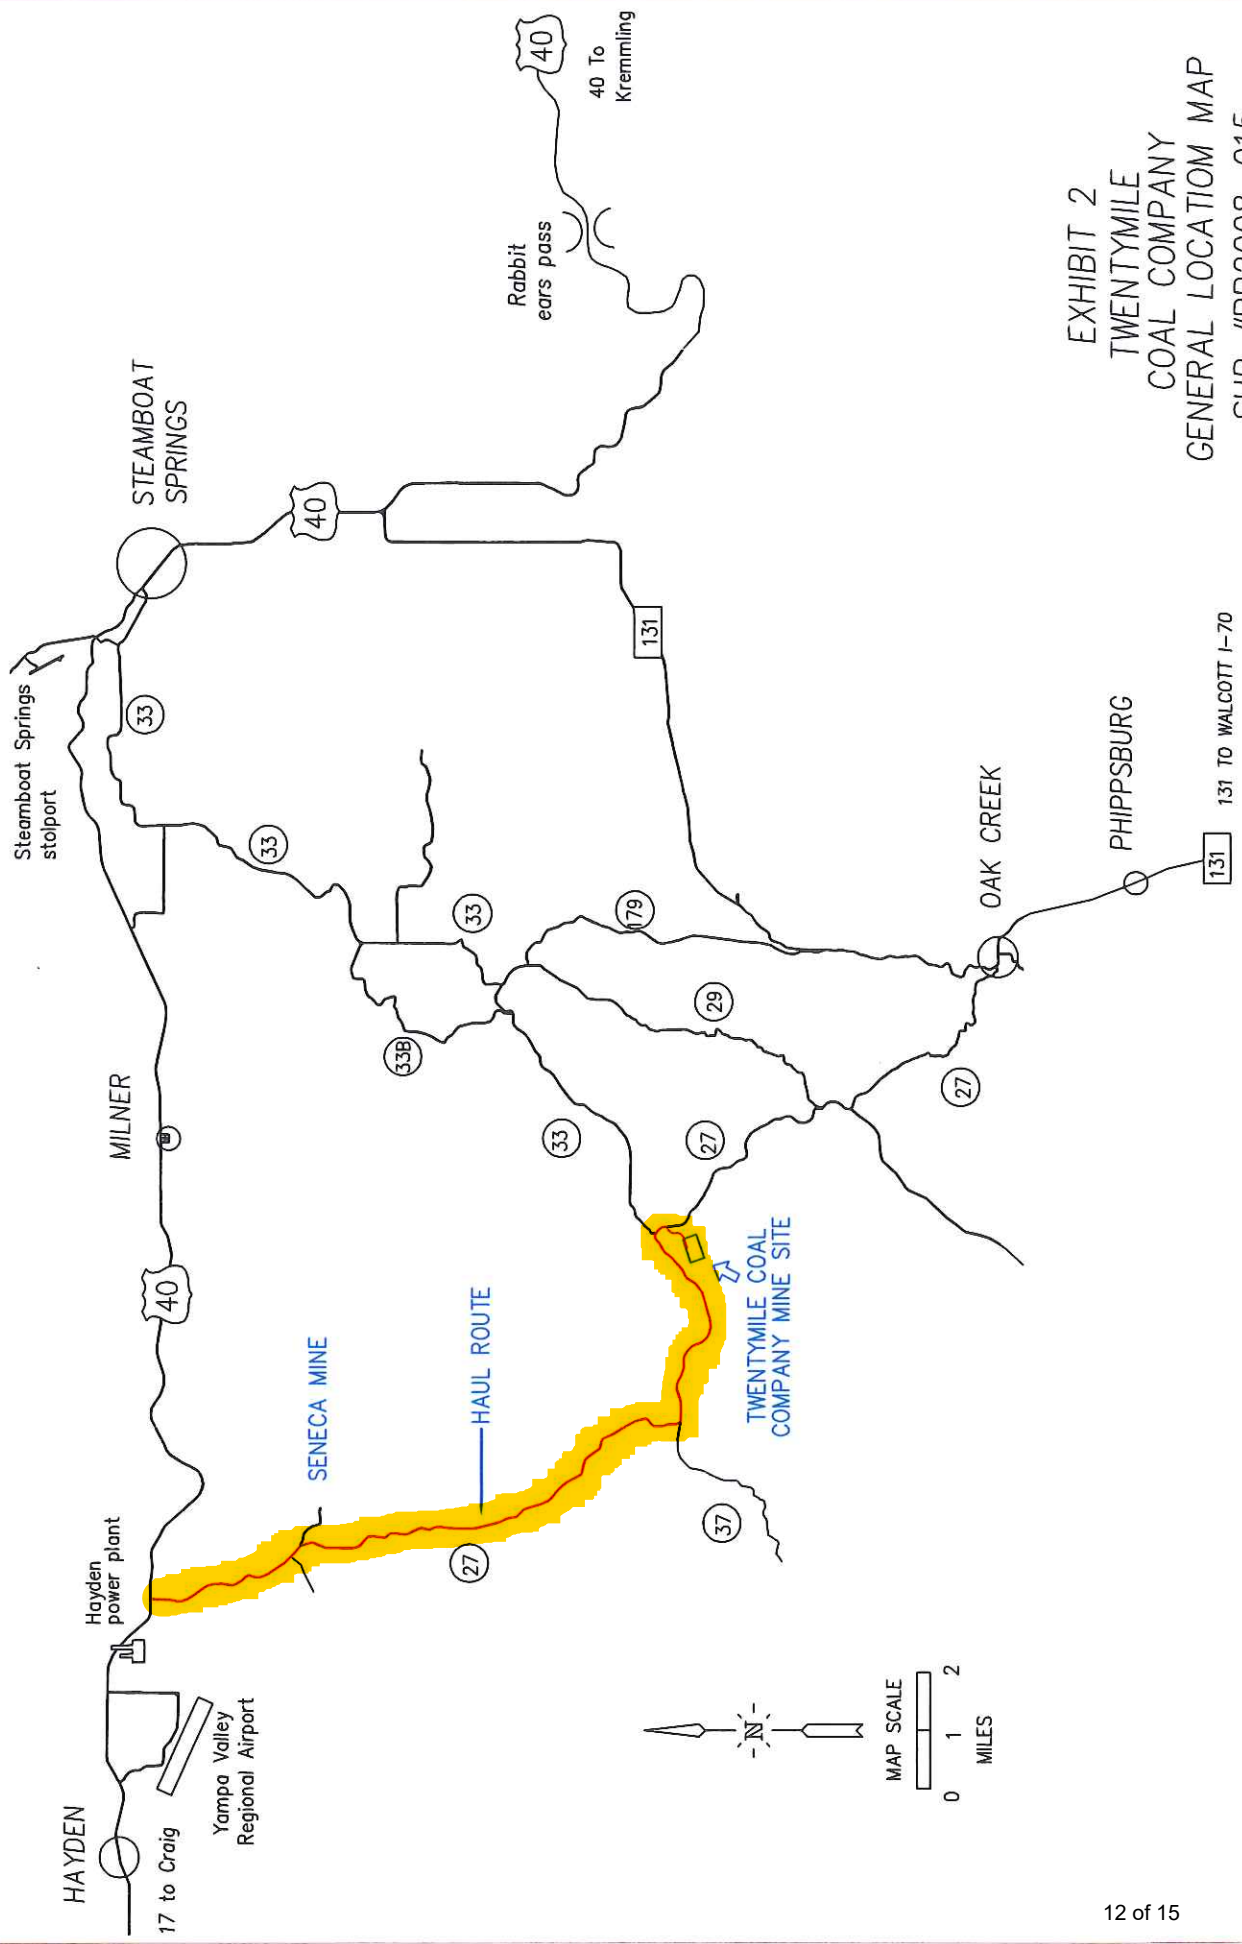 HAYDEN
17 to Craig
Yampa Valley
Regional Airport
Hayden
power plant
40
MILNER
Steamboat Springs
stolport
STEAMBOAT
SPRINGS
40
33
33
33
33B
33
179
29
27
27
27
37
131
Rabbit
ears pass
40
40 To
Kremmling
SENECA MINE
HAUL ROUTE
TWENTYMILE COAL
COMPANY MINE SITE
OAK CREEK
PHIPPSBURG
131
131 TO WALCOTT I-70
N
MAP SCALE
0 1 2
MILES
EXHIBIT 2
TWENTYMILE
COAL COMPANY
GENERAL LOCATIOM MAP
12 of 15